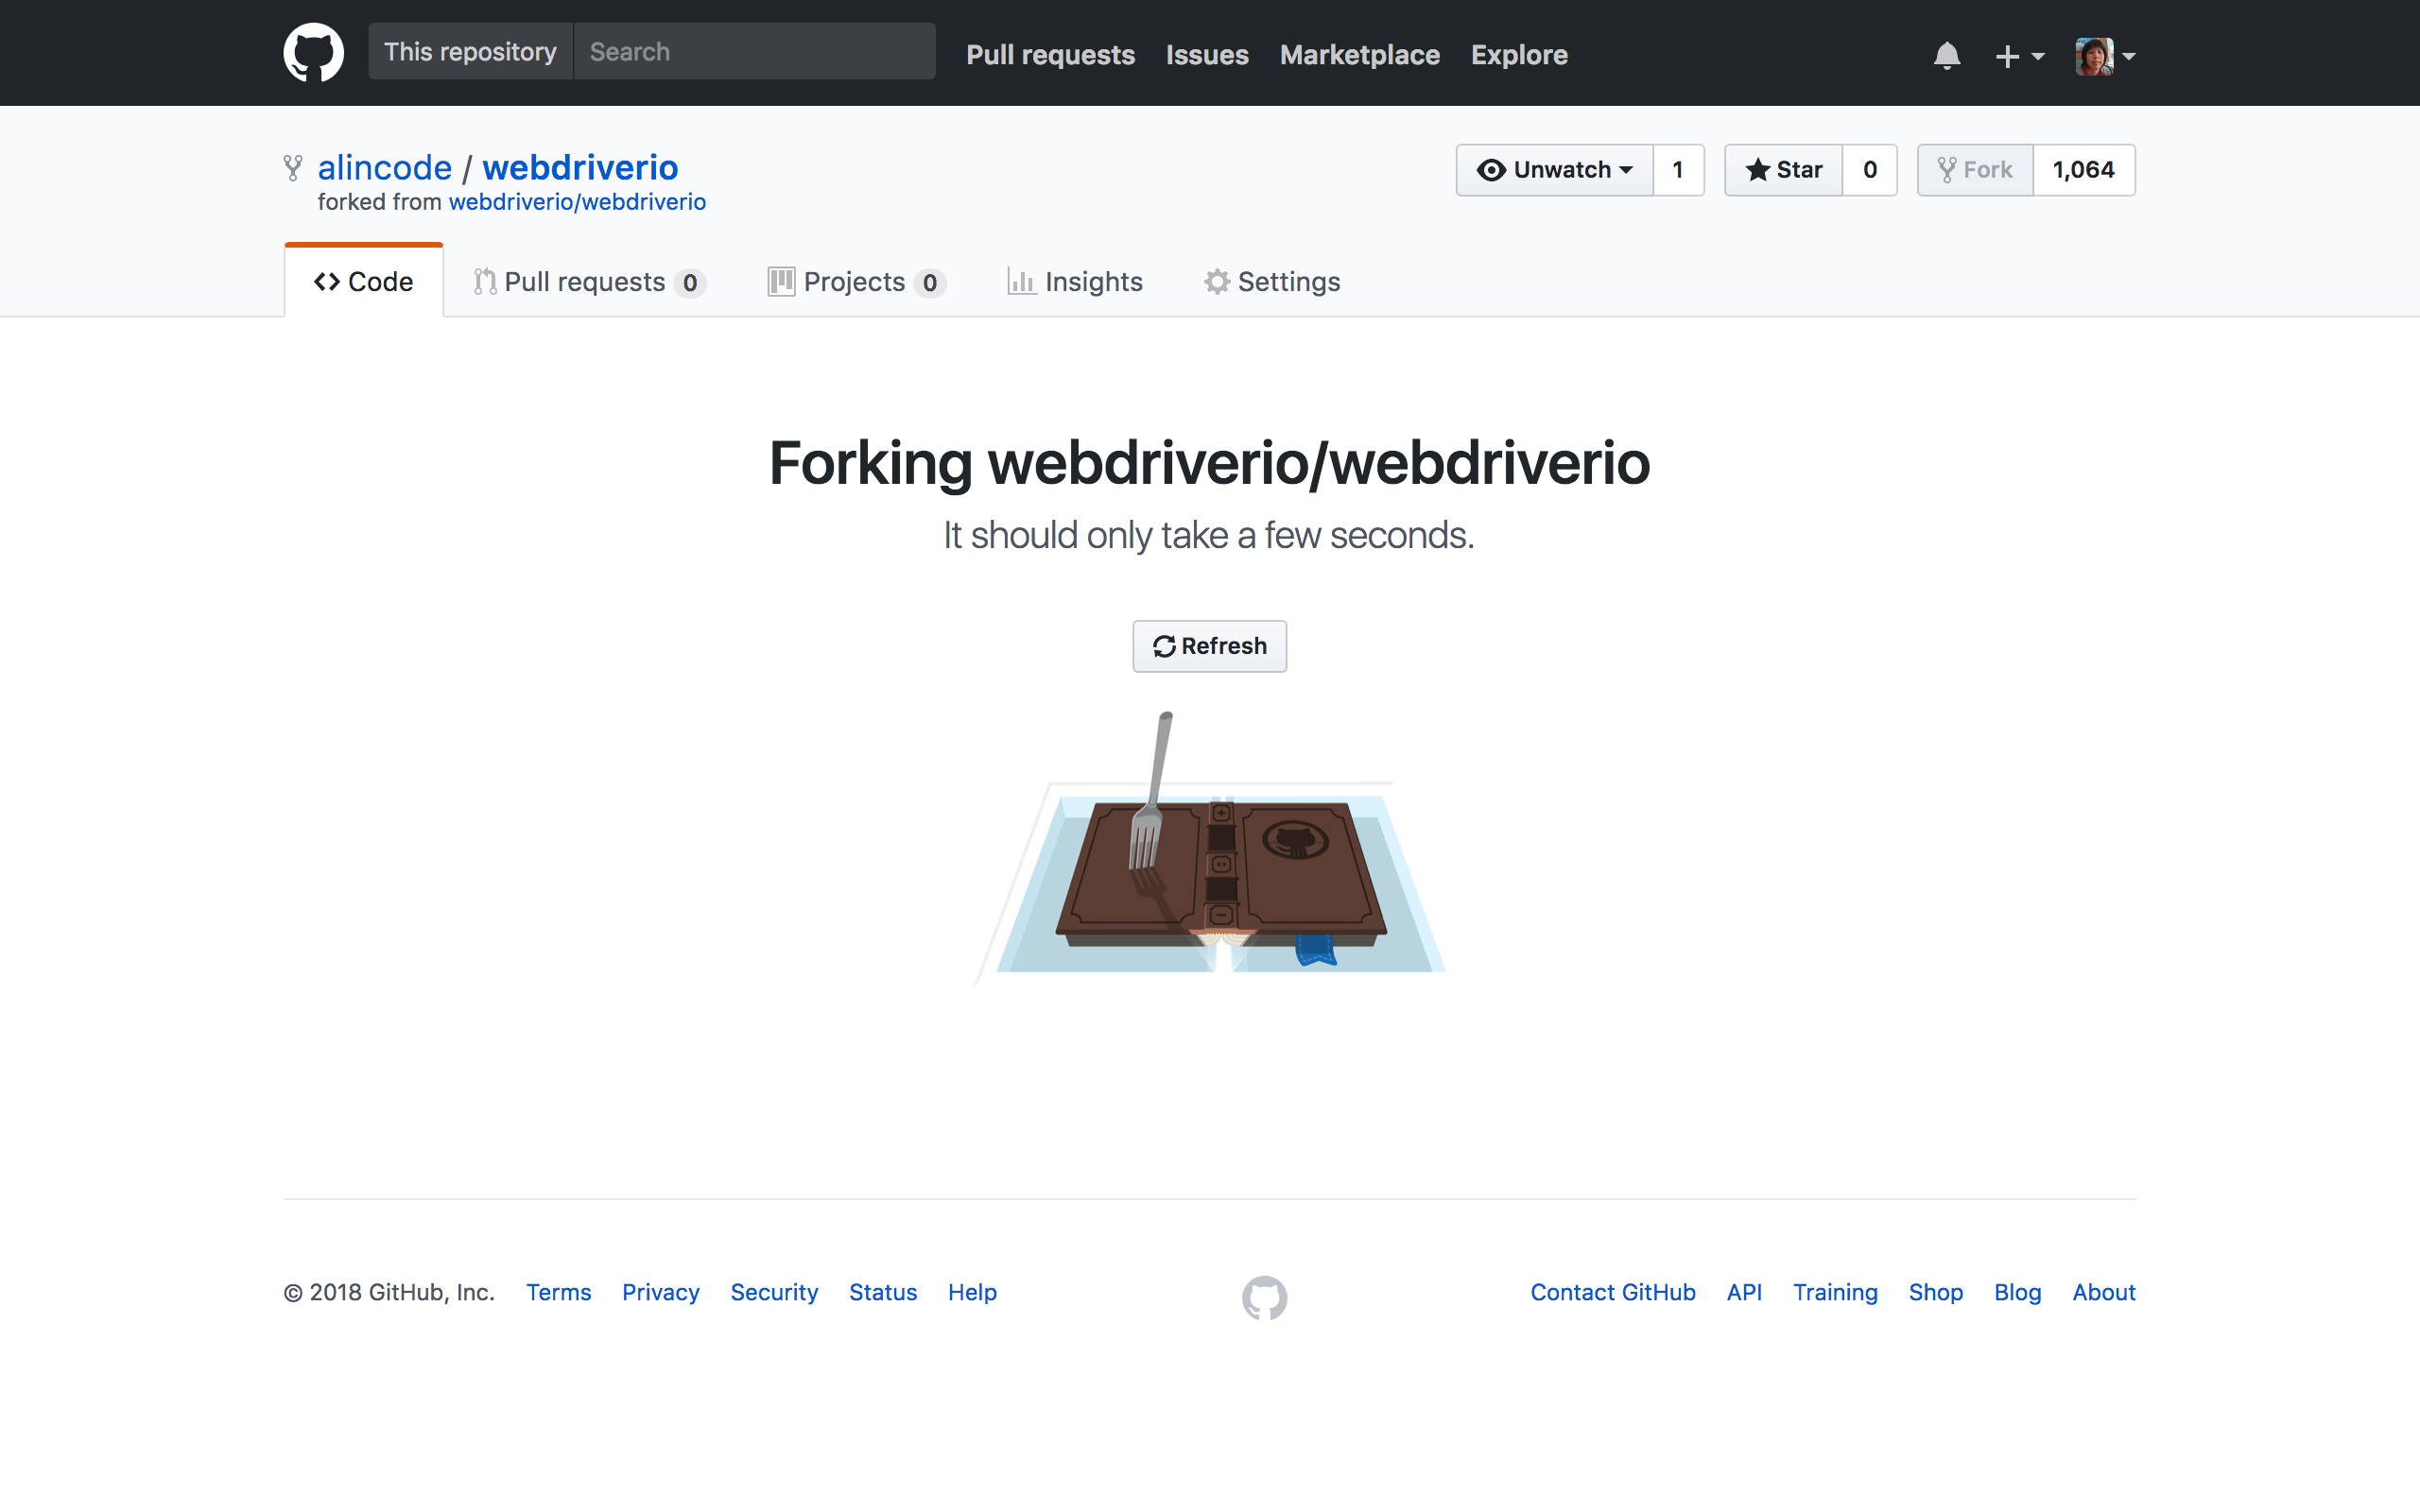 This repository Search Pull requests Issues Marketplace Explore
alincode / webdriverio Unwatch 1 Star 0 Fork 1,064
forked from webdriverio/webdriverio
Code Pull requests 0 Projects 0 Insights Settings
Forking webdriverio/webdriverio
It should only take a few seconds.
Refresh
© 2018 GitHub, Inc. Terms Privacy Security Status Help Contact GitHub API Training Shop Blog About